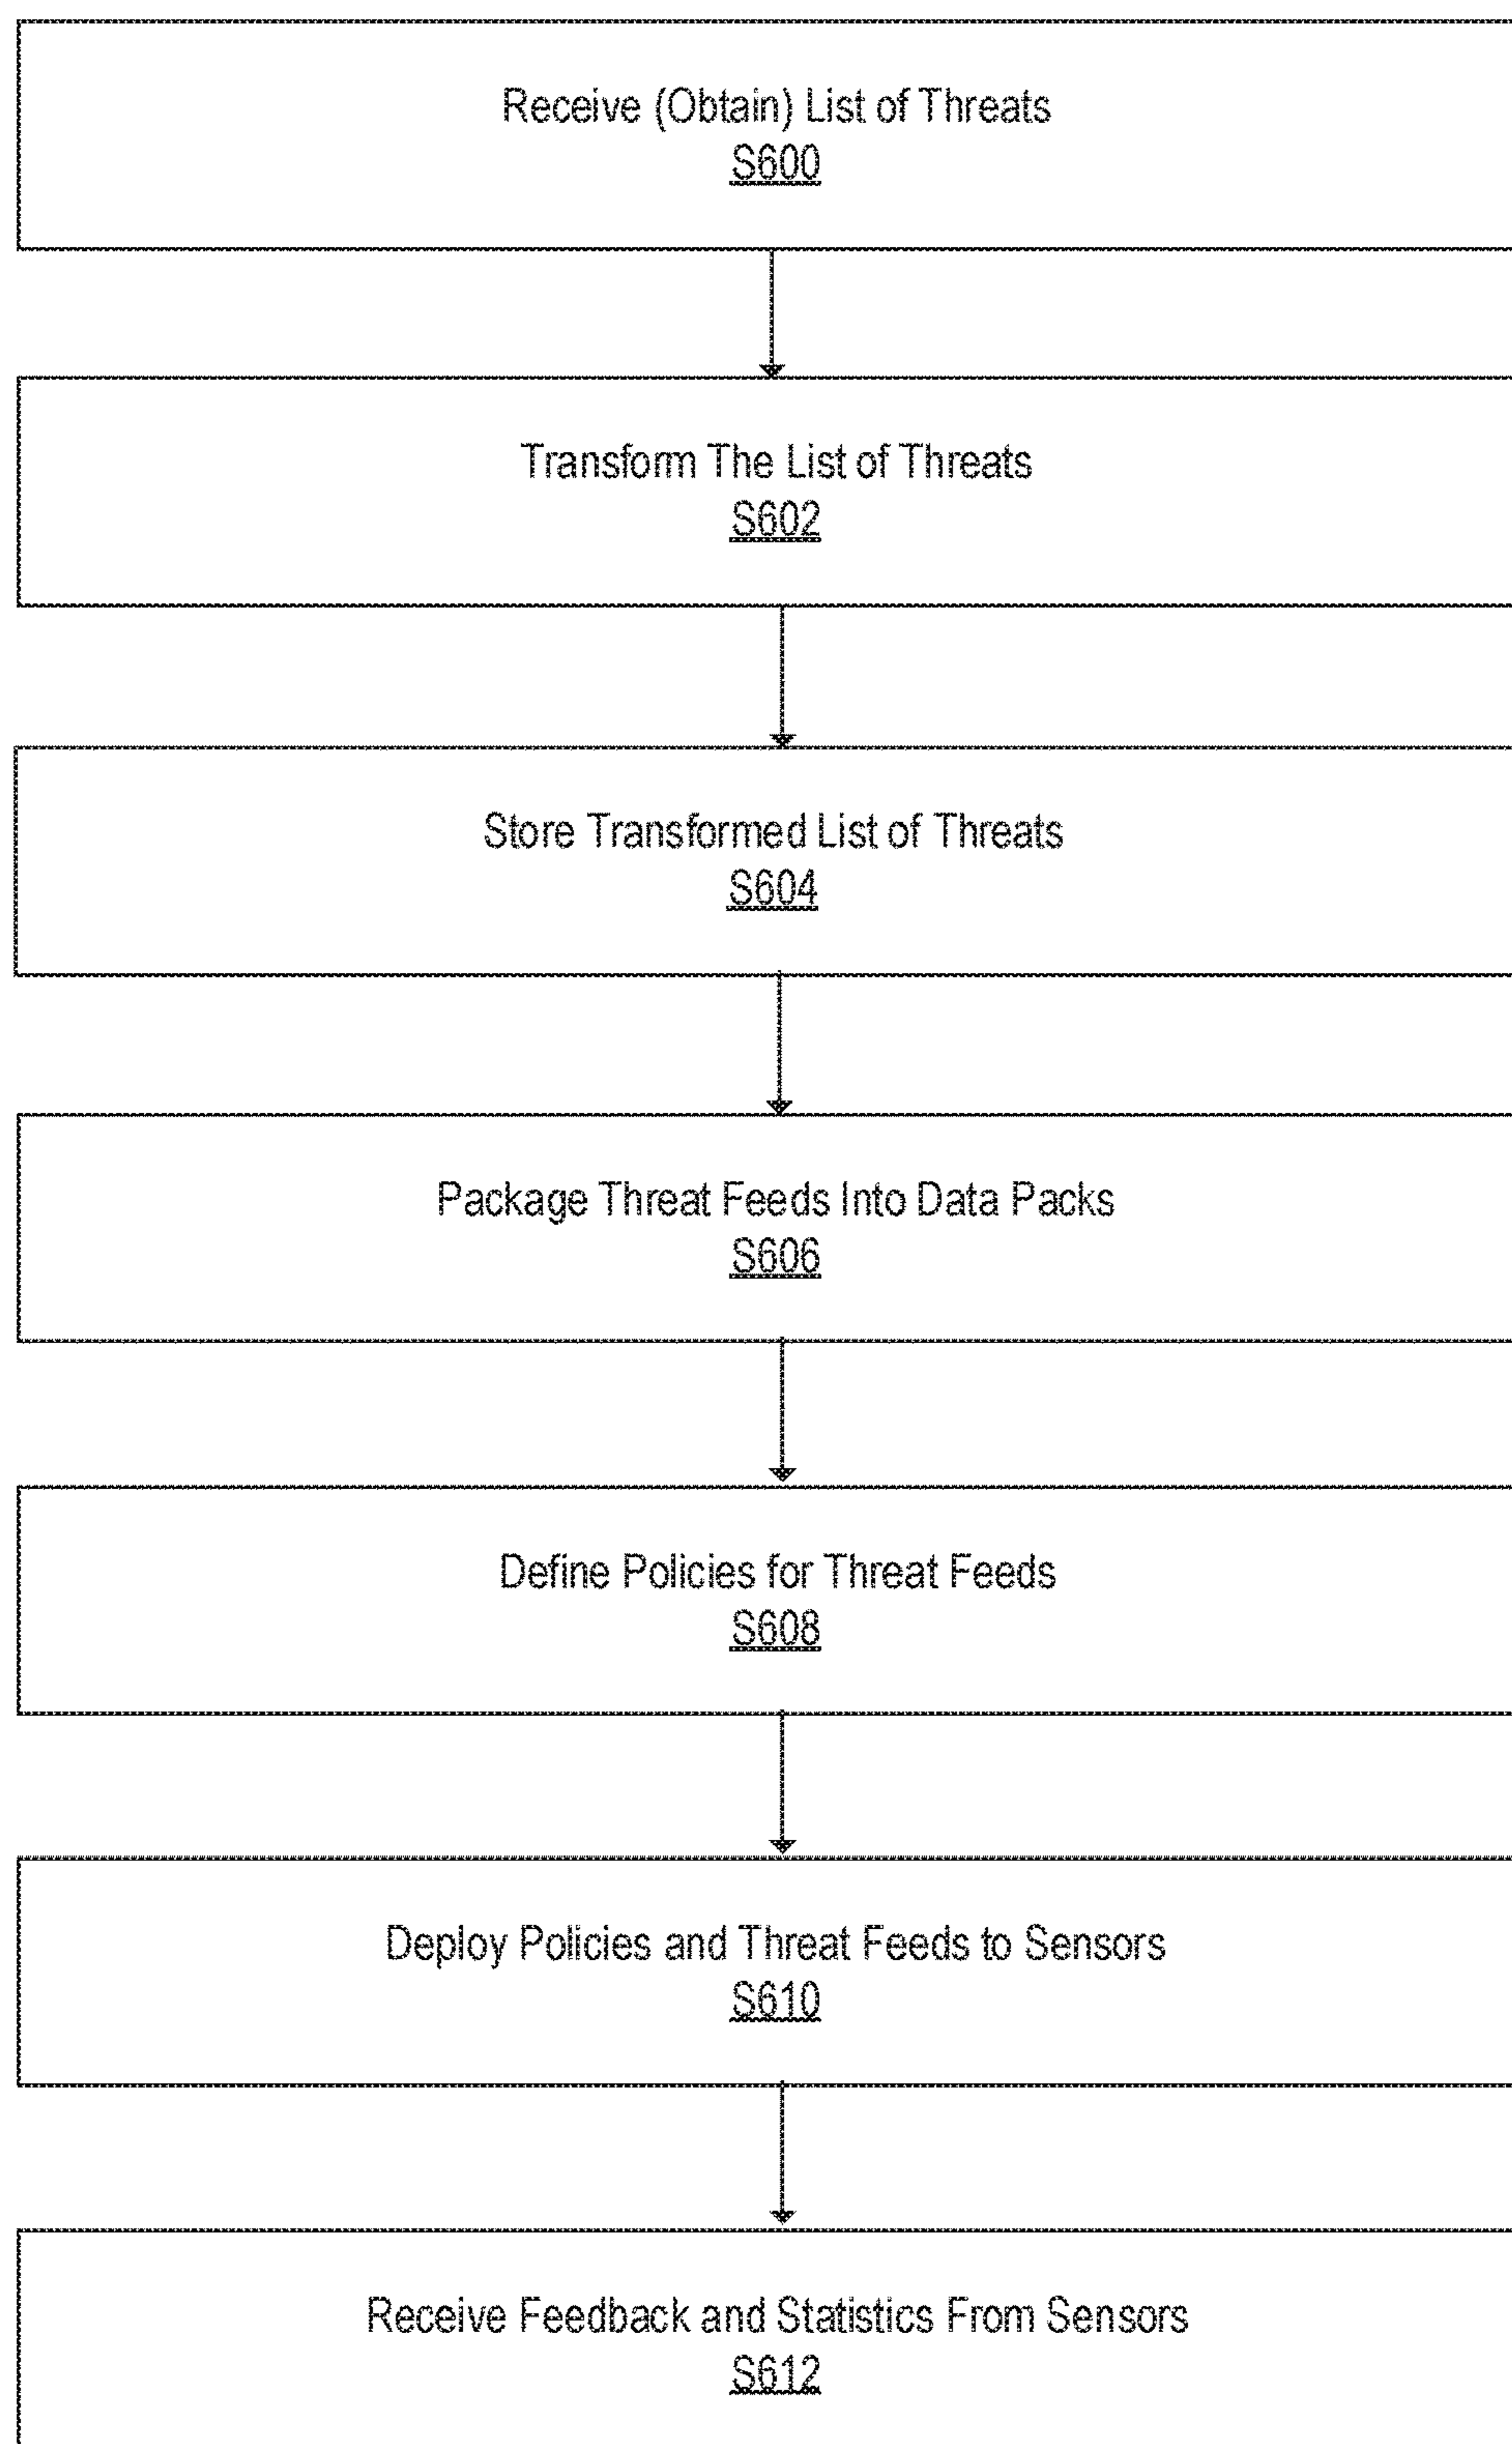 Receive (Obtain) List of Threats
S600
Transform The List of Threats
S602
Store Transformed List of Threats
S604
Package Threat Feeds Into Data Packs
S606
Define Policies for Threat Feeds
S608
Deploy Policies and Threat Feeds to Sensors
S610
Receive Feedback and Statistics From Sensors
S612